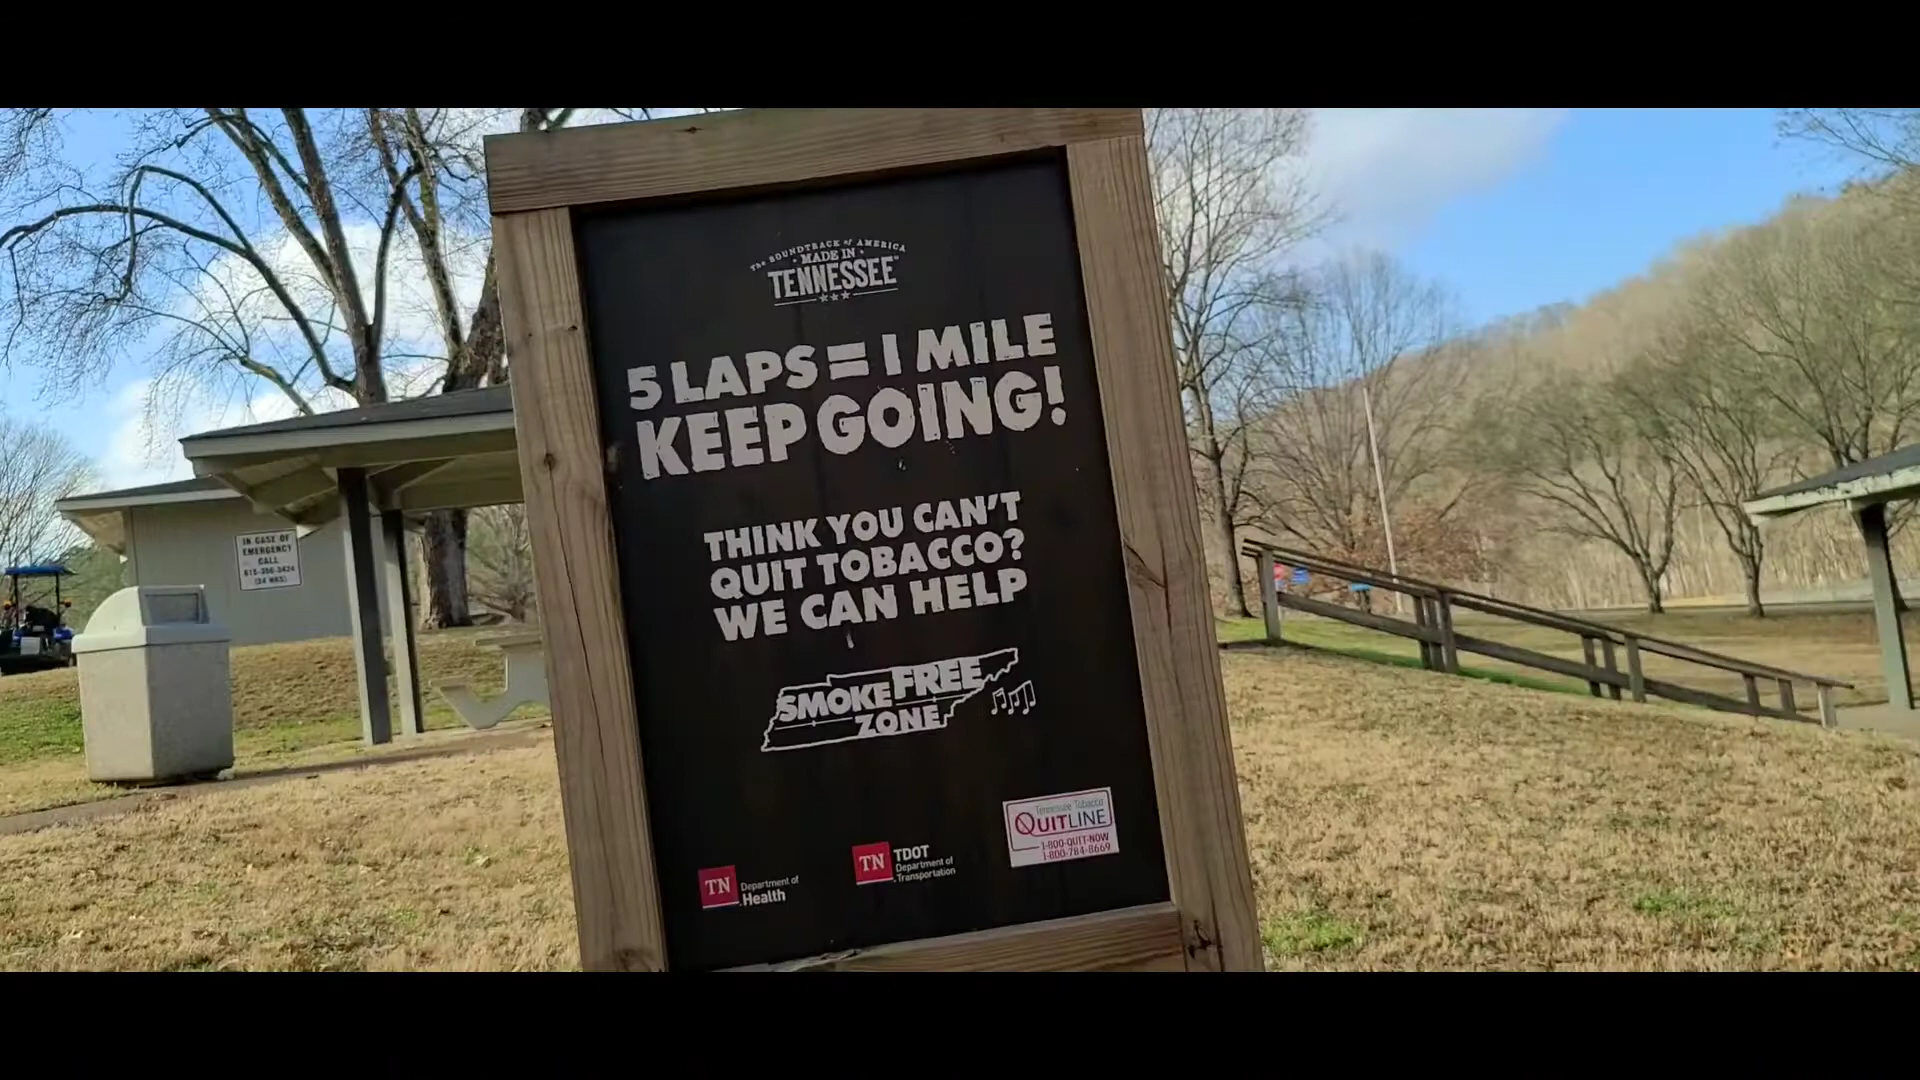 The SOUNDTRACK of AMERICA
MADE IN
TENNESSEE
5 LAPS = 1 MILE
KEEP GOING!
THINK YOU CAN'T
QUIT TOBACCO?
WE CAN HELP
SMOKE FREE
ZONE
TN Department of
Health
TN TDOT
Department of
Transportation
Tennessee Tobacco
QUITLINE
1-800-QUIT-NOW
1-800-784-8669
IN CASE OF
EMERGENCY
CALL
(24 HRS)